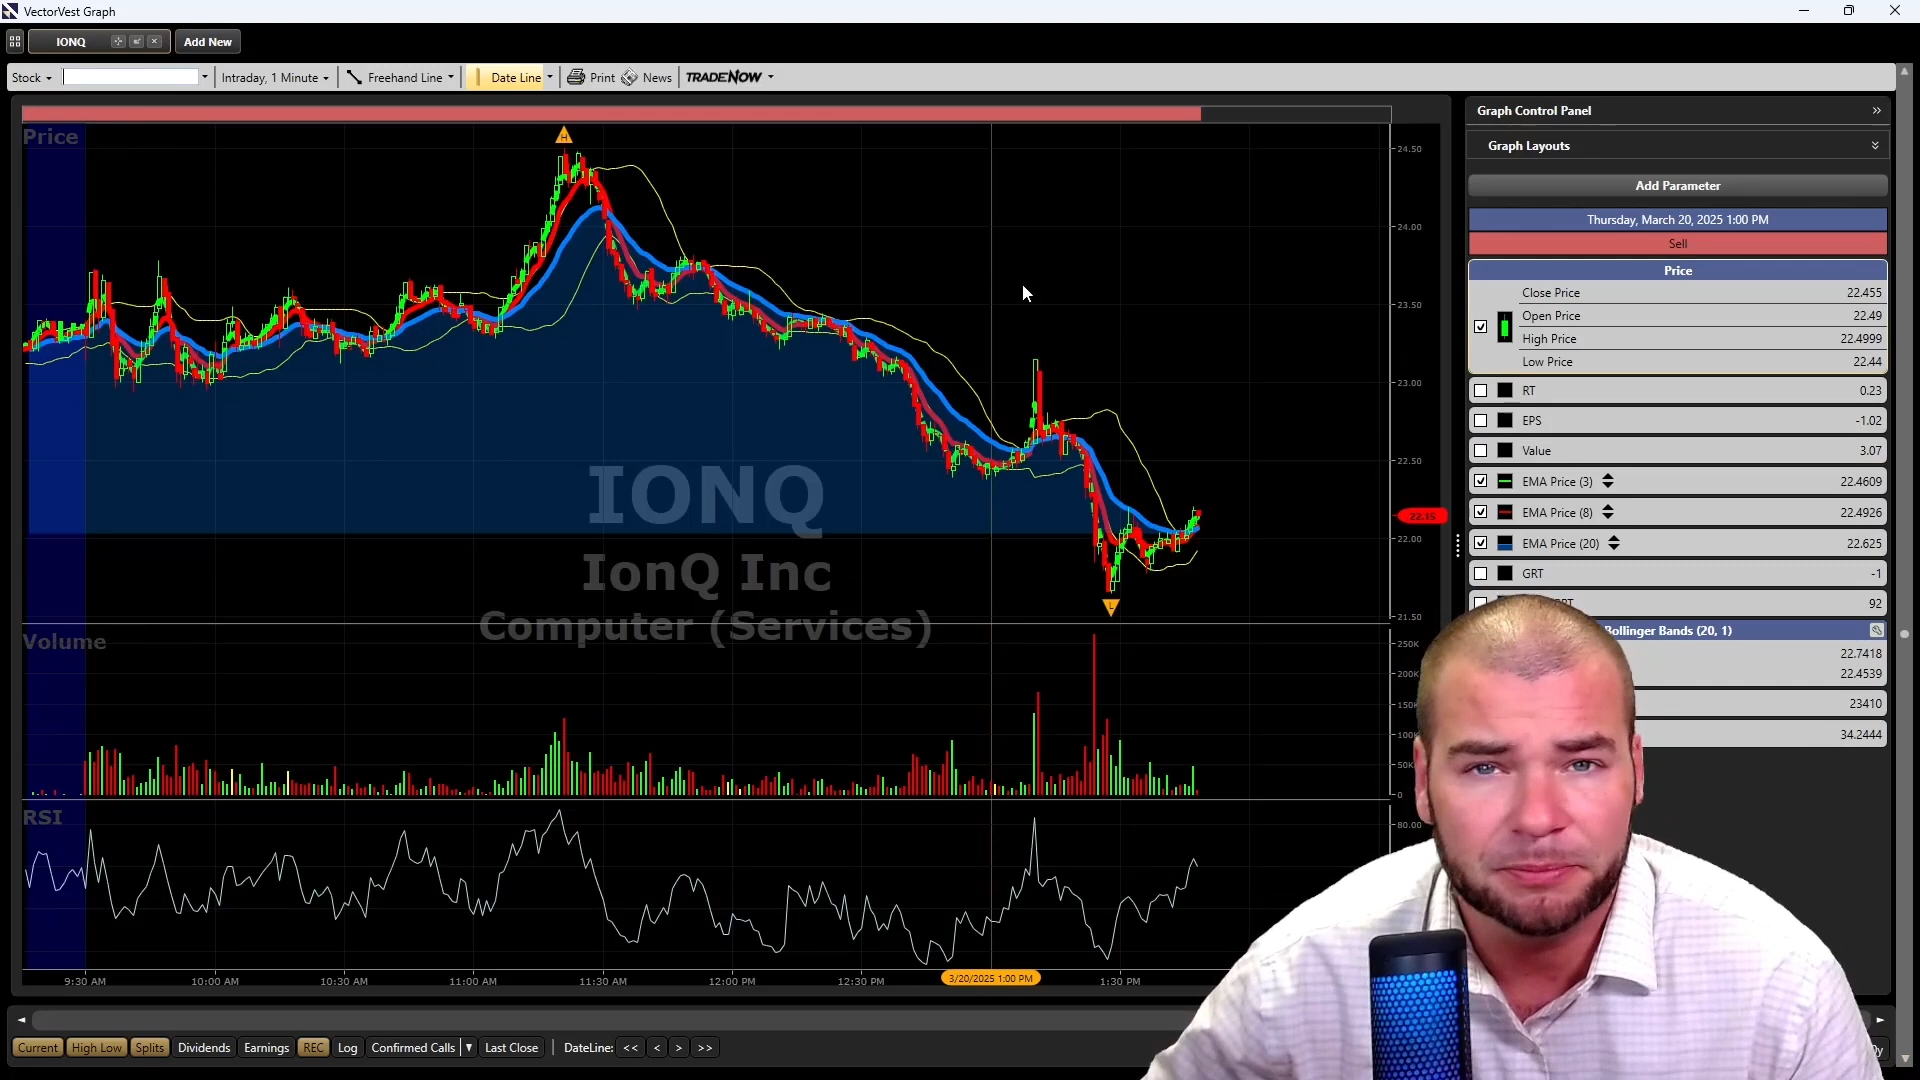 VectorVest Graph
IONQ
Add New
Stock
Intraday, 1 Minute
Freehand Line
Date Line
Print
News
TRADENOW
Graph Control Panel
Graph Layouts
Add Parameter
Thursday, March 20, 2025 1:00 PM
Sell
Price
Close Price 22.455
Open Price 22.49
High Price 22.4999
Low Price 22.44
RT 0.23
EPS -1.02
Value 3.07
EMA Price (3) 22.4609
EMA Price (8) 22.4926
EMA Price (20) 22.625
GRT -1
92
Bollinger Bands (20, 1)
22.7418
22.4539
23410
34.2444
Price
H
24.50
24.00
23.50
23.00
22.50
22.15
22.00
21.50
L
IONQ
IonQ Inc
Computer (Services)
Volume
250K
200K
150K
100K
50K
0
RSI
80.00
9:30 AM
10:00 AM
10:30 AM
11:00 AM
11:30 AM
12:00 PM
12:30 PM
3/20/2025 1:00 PM
1:30 PM
Current
High Low
Splits
Dividends
Earnings
REC
Log
Confirmed Calls
Last Close
DateLine:
<<
<
>
>>